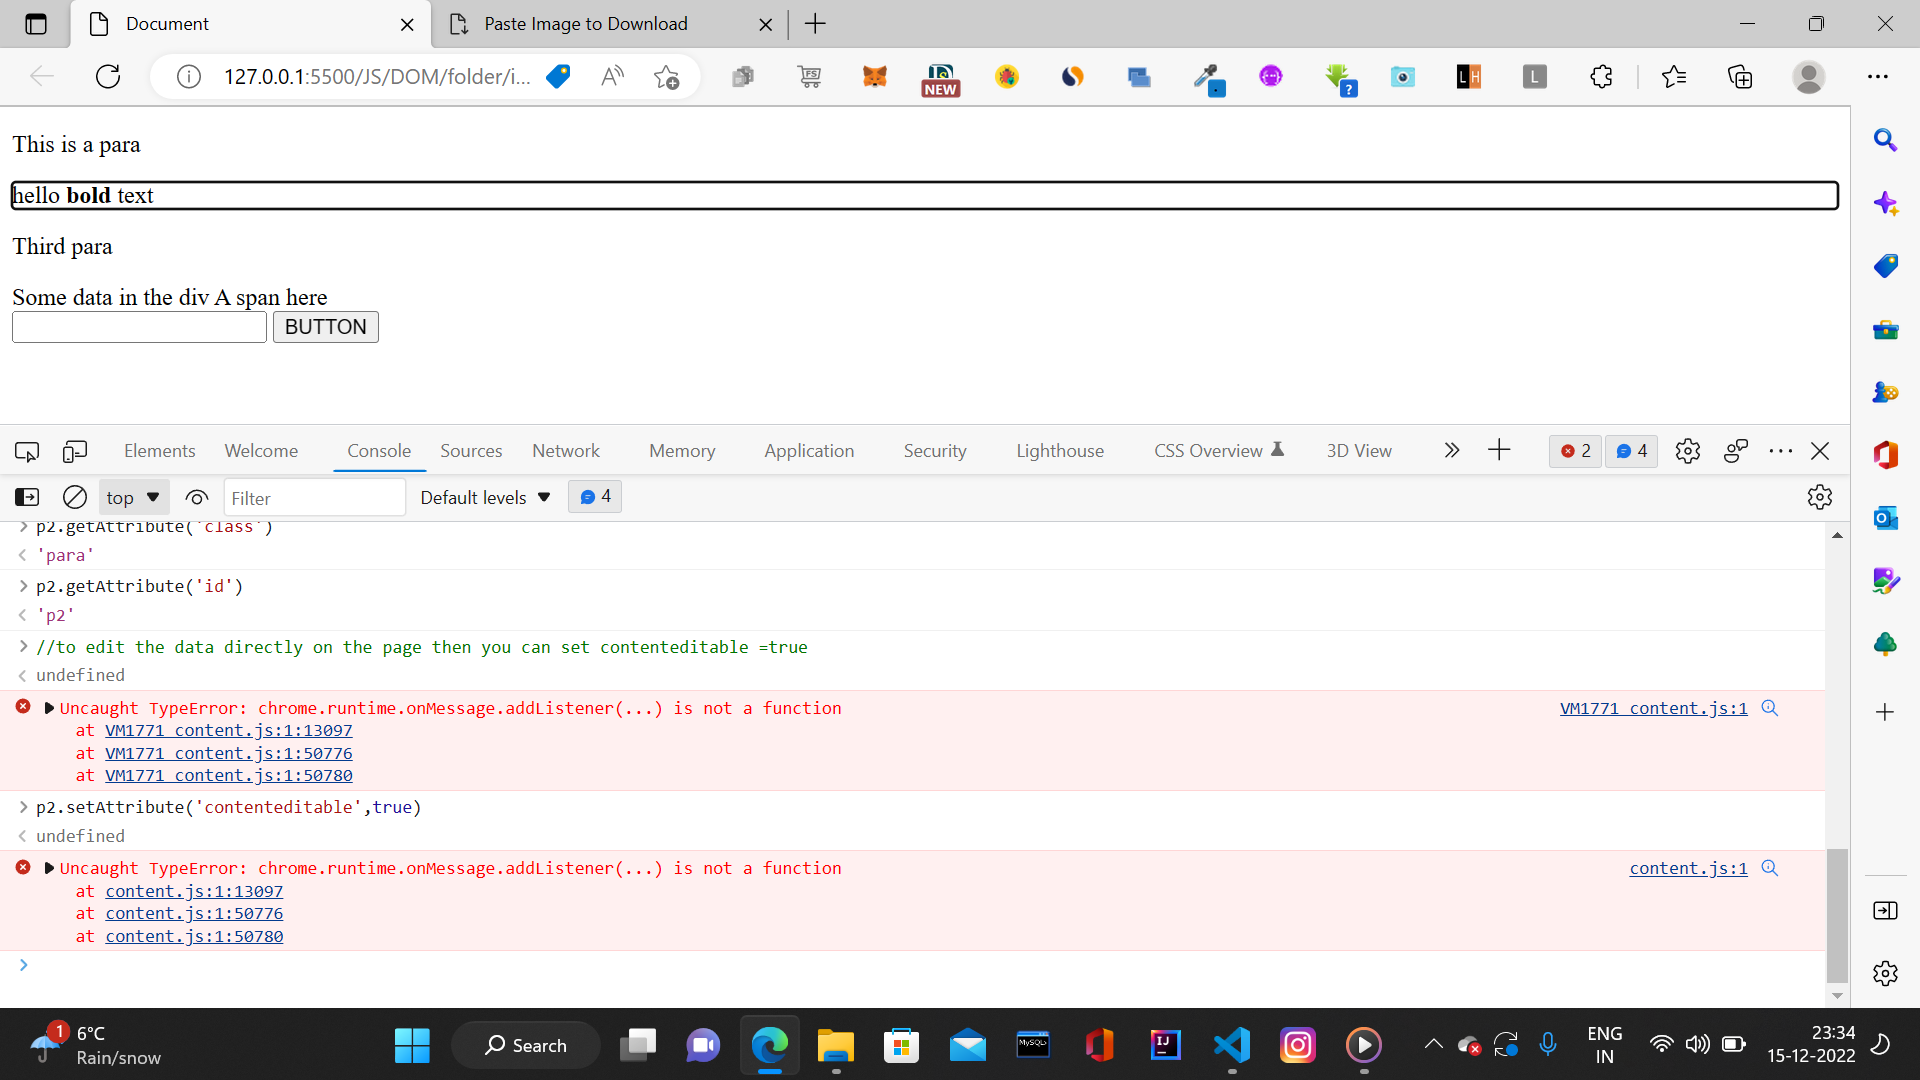 Document
Paste Image to Download
127.0.0.1:5500/JS/DOM/folder/i...
A
FS
NEW
?
LH
L
This is a para
hello bold text
Third para
Some data in the div A span here
BUTTON
Elements Welcome Console Sources Network Memory Application Security Lighthouse CSS Overview 3D View
2
4
top
Filter
Default levels
4
p2.getAttribute('class')
'para'
p2.getAttribute('id')
'p2'
//to edit the data directly on the page then you can set contenteditable =true
undefined
Uncaught TypeError: chrome.runtime.onMessage.addListener(...) is not a function VM1771 content.js:1
at VM1771 content.js:1:13097
at VM1771 content.js:1:50776
at VM1771 content.js:1:50780
p2.setAttribute('contenteditable',true)
undefined
Uncaught TypeError: chrome.runtime.onMessage.addListener(...) is not a function content.js:1
at content.js:1:13097
at content.js:1:50776
at content.js:1:50780
1
6°C
Rain/snow
Search
MySQL
IJ
ENG
IN
23:34
15-12-2022